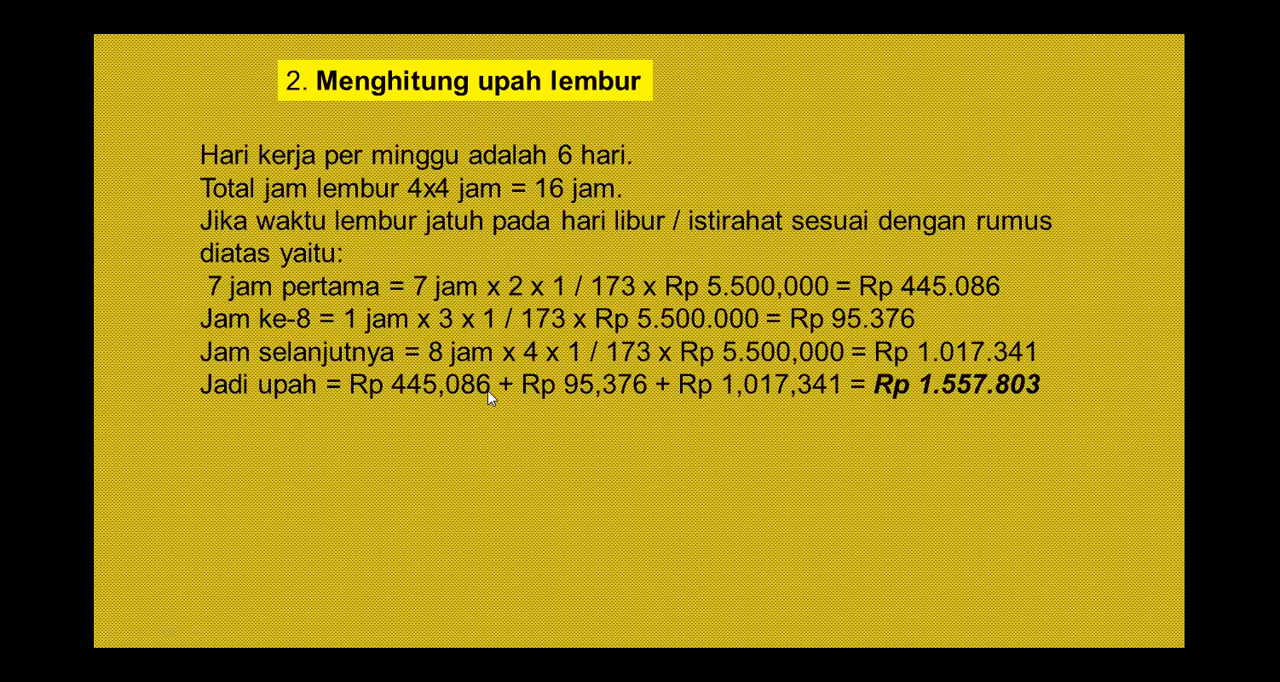 2. Menghitung upah lembur
Hari kerja per minggu adalah 6 hari.
Total jam lembur 4x4 jam = 16 jam.
Jika waktu lembur jatuh pada hari libur / istirahat sesuai dengan rumus
diatas yaitu:
7 jam pertama = 7 jam x 2 x 1 / 173 x Rp 5.500,000 = Rp 445.086
Jam ke-8 = 1 jam x 3 x 1 / 173 x Rp 5.500.000 = Rp 95.376
Jam selanjutnya = 8 jam x 4 x 1 / 173 x Rp 5.500,000 = Rp 1.017.341
Jadi upah = Rp 445,086 + Rp 95,376 + Rp 1,017,341 = Rp 1.557.803